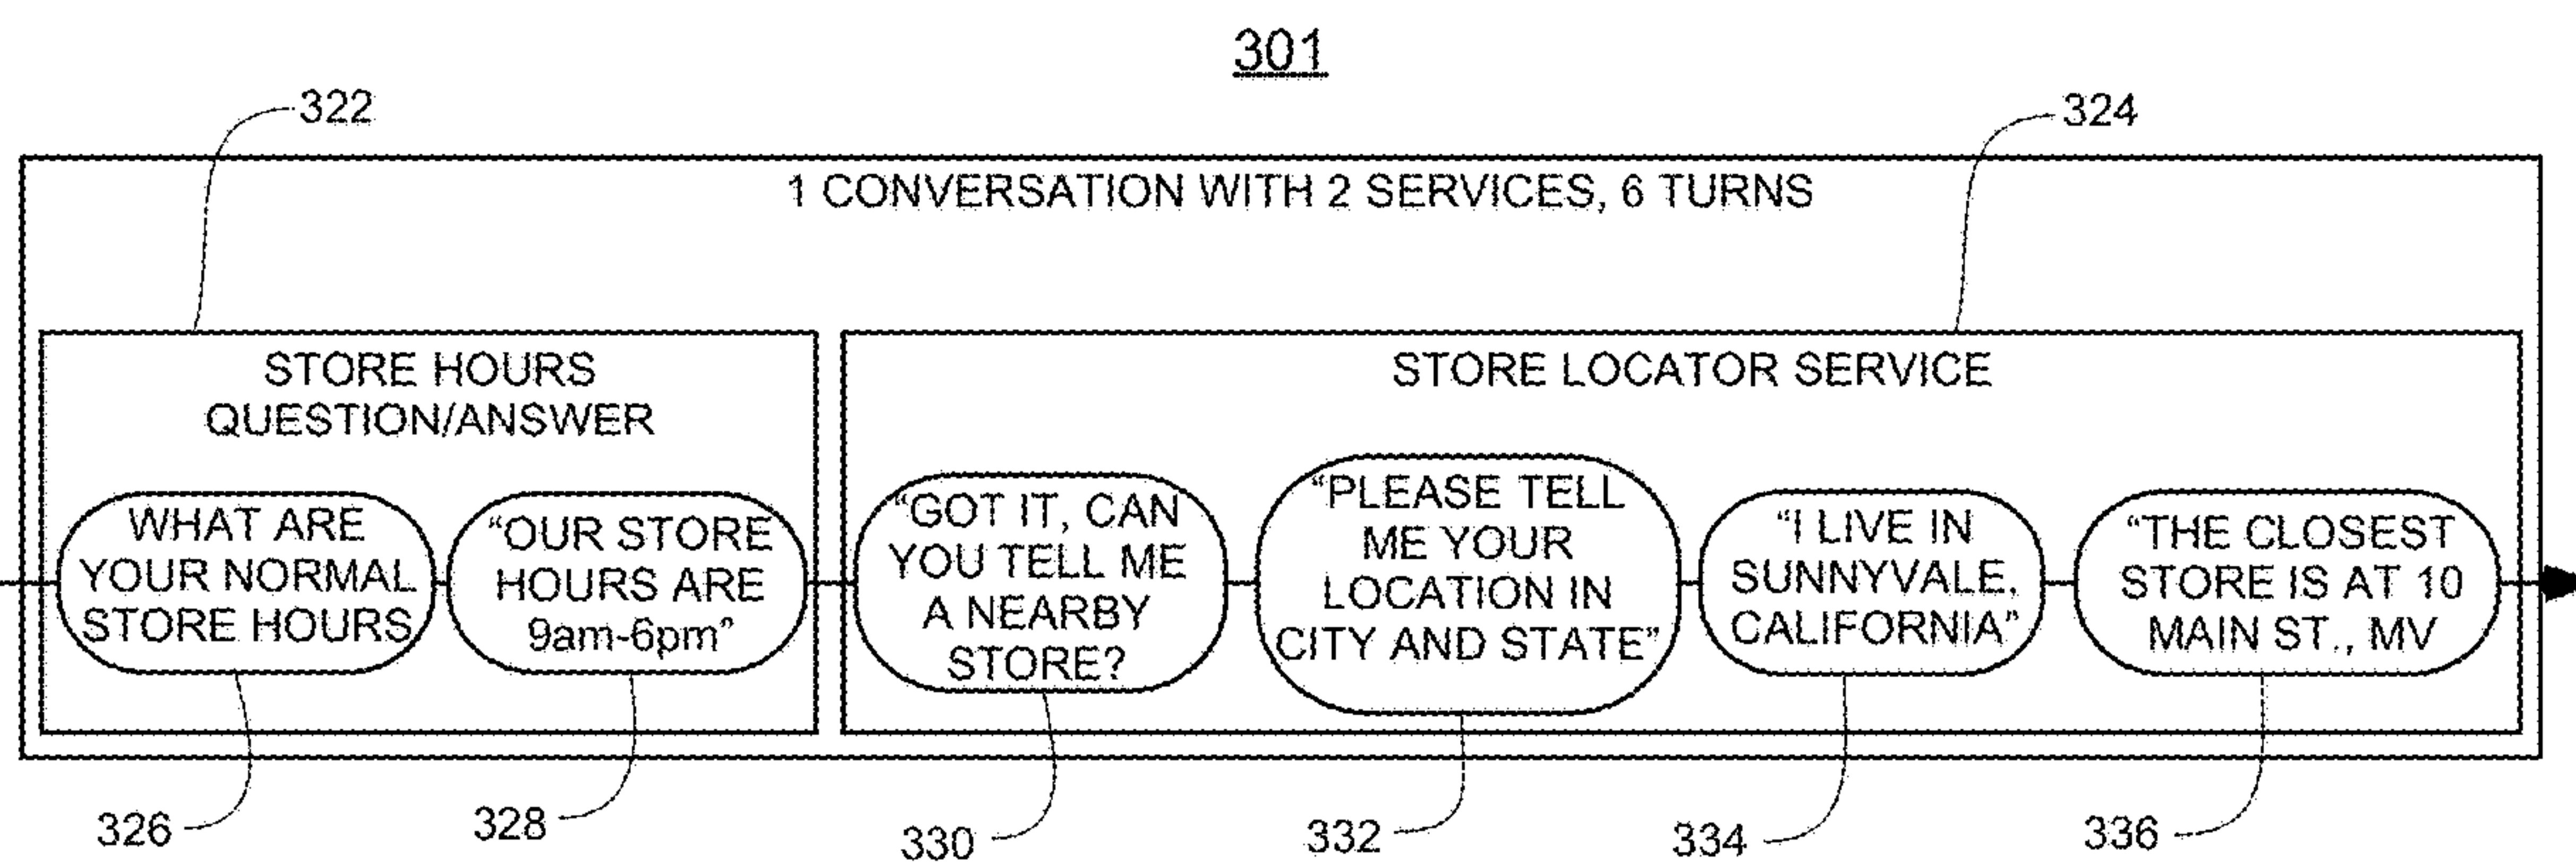 301
322
324
1 CONVERSATION WITH 2 SERVICES, 6 TURNS
STORE HOURS
QUESTION/ANSWER
STORE LOCATOR SERVICE
WHAT ARE
YOUR NORMAL
STORE HOURS
“OUR STORE
HOURS ARE
9am-6pm”
“GOT IT, CAN
YOU TELL ME
A NEARBY
STORE?
“PLEASE TELL
ME YOUR
LOCATION IN
CITY AND STATE”
“I LIVE IN
SUNNYVALE,
CALIFORNIA”
“THE CLOSEST
STORE IS AT 10
MAIN ST., MV
326
328
330
332
334
336